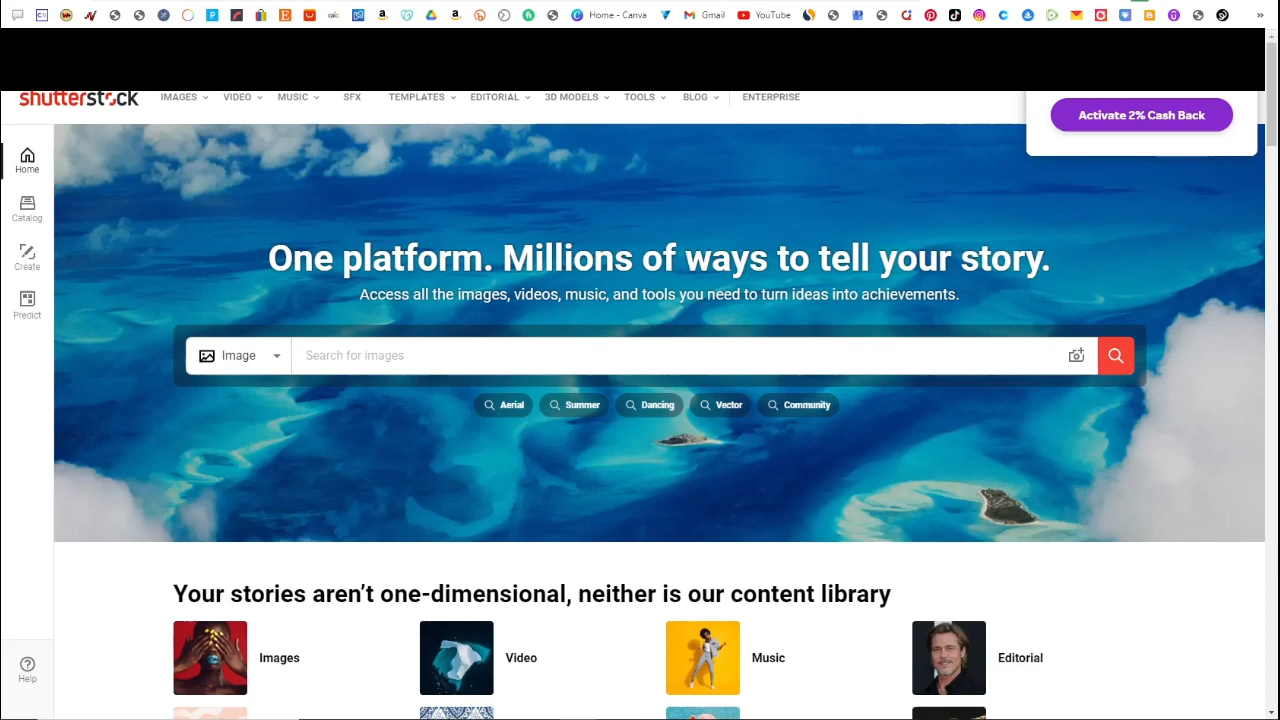 Home - Canva
Gmail
YouTube
»
shutterstock
IMAGES
VIDEO
MUSIC
SFX
TEMPLATES
EDITORIAL
3D MODELS
TOOLS
BLOG
ENTERPRISE
Activate 2% Cash Back
Home
Catalog
Create
Predict
One platform. Millions of ways to tell your story.
Access all the images, videos, music, and tools you need to turn ideas into achievements.
Image
Search for images
Aerial
Summer
Dancing
Vector
Community
Your stories aren’t one-dimensional, neither is our content library
Images
Video
Music
Editorial
Help